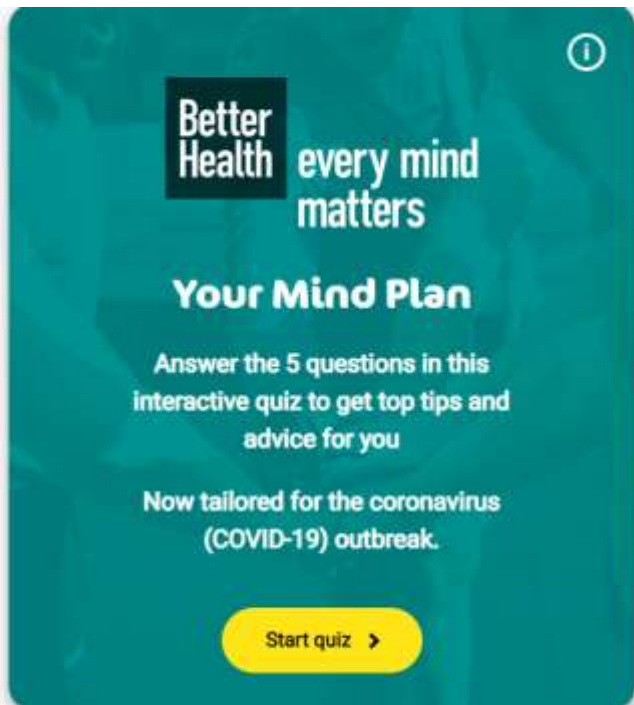 Better
Health every mind
matters
Your Mind Plan
Answer the 5 questions in this
interactive quiz to get top tips and
advice for you
Now tailored for the coronavirus
(COVID-19) outbreak.
Start quiz